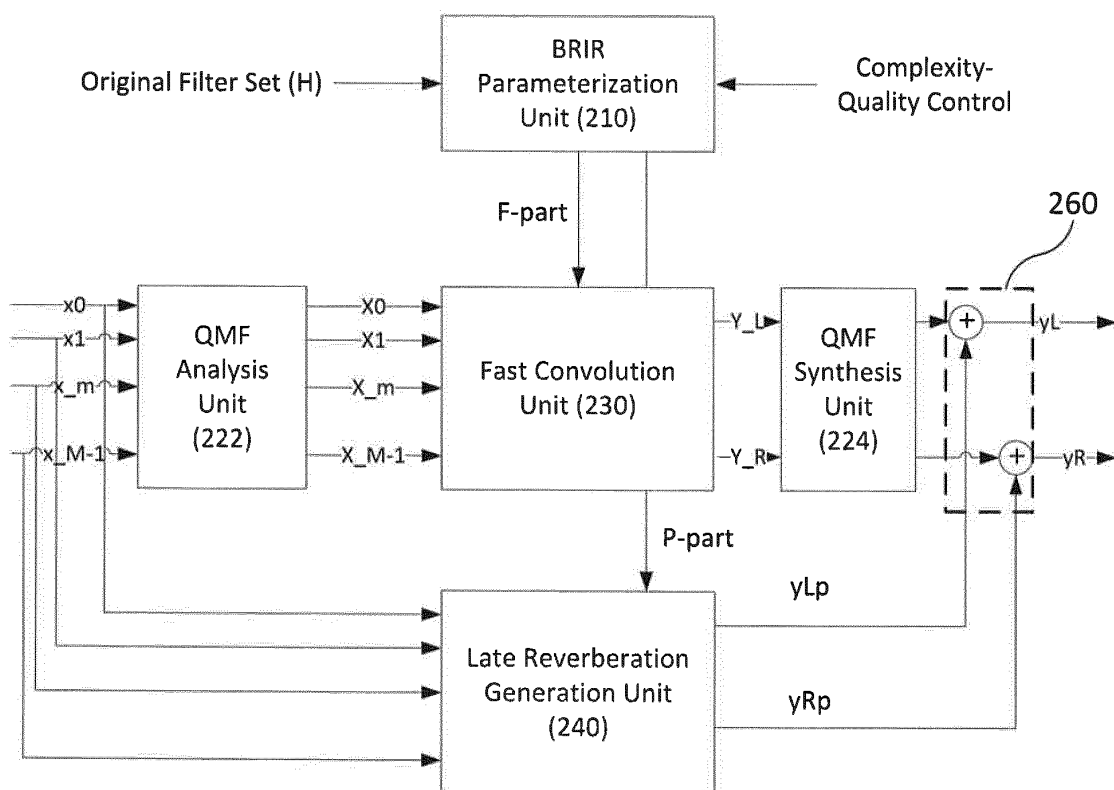 BRIR
Parameterization
Unit (210)
Original Filter Set (H)
Complexity-
Quality Control
F-part
260
x0
x1
x_m
x_M-1
QMF
Analysis
Unit
(222)
X0
X1
X_m
X_M-1
Fast Convolution
Unit (230)
Y_L
Y_R
QMF
Synthesis
Unit
(224)
+
yL
+
yR
P-part
yLp
Late Reverberation
Generation Unit
(240)
yRp